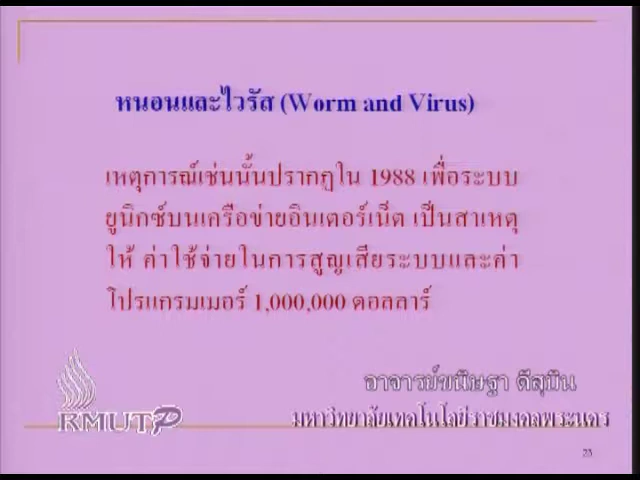 หนอนและไวรัส (Worm and Virus)
เหตุการณ์เช่นนั้นปรากฏใน 1988 เพื่อระบบ
ยูนิกซ์บนเครือข่ายอินเตอร์เน็ต เป็นสาเหตุ
ให้ ค่าใช้จ่ายในการสูญเสียระบบและค่า
โปรแกรมเมอร์ 1,000,000 ดอลลาร์
อาจารย์ขนิษฐา ดีสุบิน
RMUTP
มหาวิทยาลัยเทคโนโลยีราชมงคลพระนคร
23